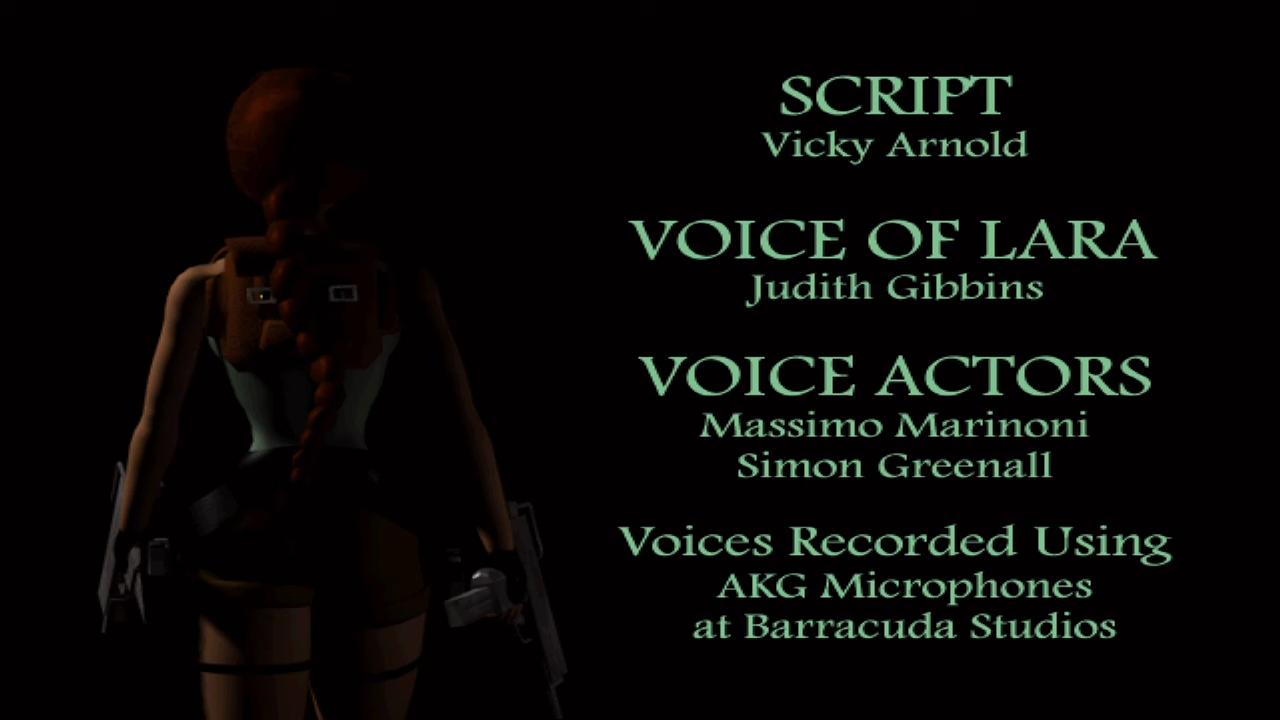 SCRIPT
Vicky Arnold
VOICE OF LARA
Judith Gibbins
VOICE ACTORS
Massimo Marinoni
Simon Greenall
Voices Recorded Using
AKG Microphones
at Barracuda Studios